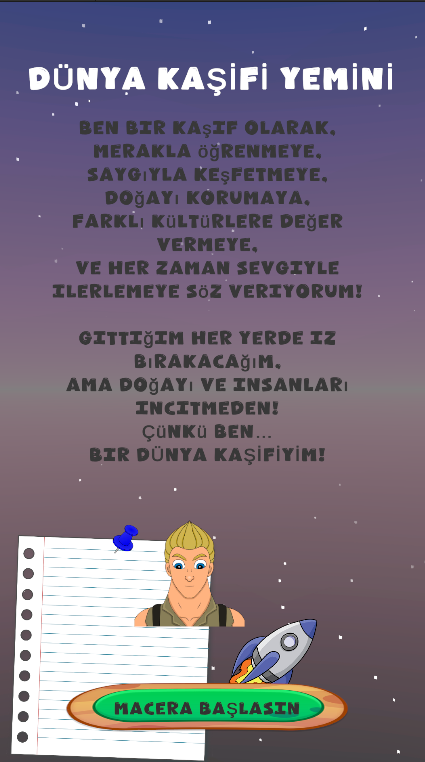 DÜNYA KAŞİFİ YEMİNİ
BEN BIR KAşIF OLARAK,
MERAKLA öğRENMEYE,
SAYGıYLA KEşFETMEYE,
DOğAYı KORUMAYA,
FARKLı KüLTüRLERE DEğER
VERMEYE,
VE HER ZAMAN SEVGIYLE
ILERLEMEYE SöZ VERIYORUM!
GITTIğIM HER YERDE IZ
BıRAKACAğıM,
AMA DOğAYı VE INSANLARı
INCITMEDEN!
ÇüNKü BEN...
BIR DÜNYA KAŞİFİYİM!
MACERA BAŞLASIN